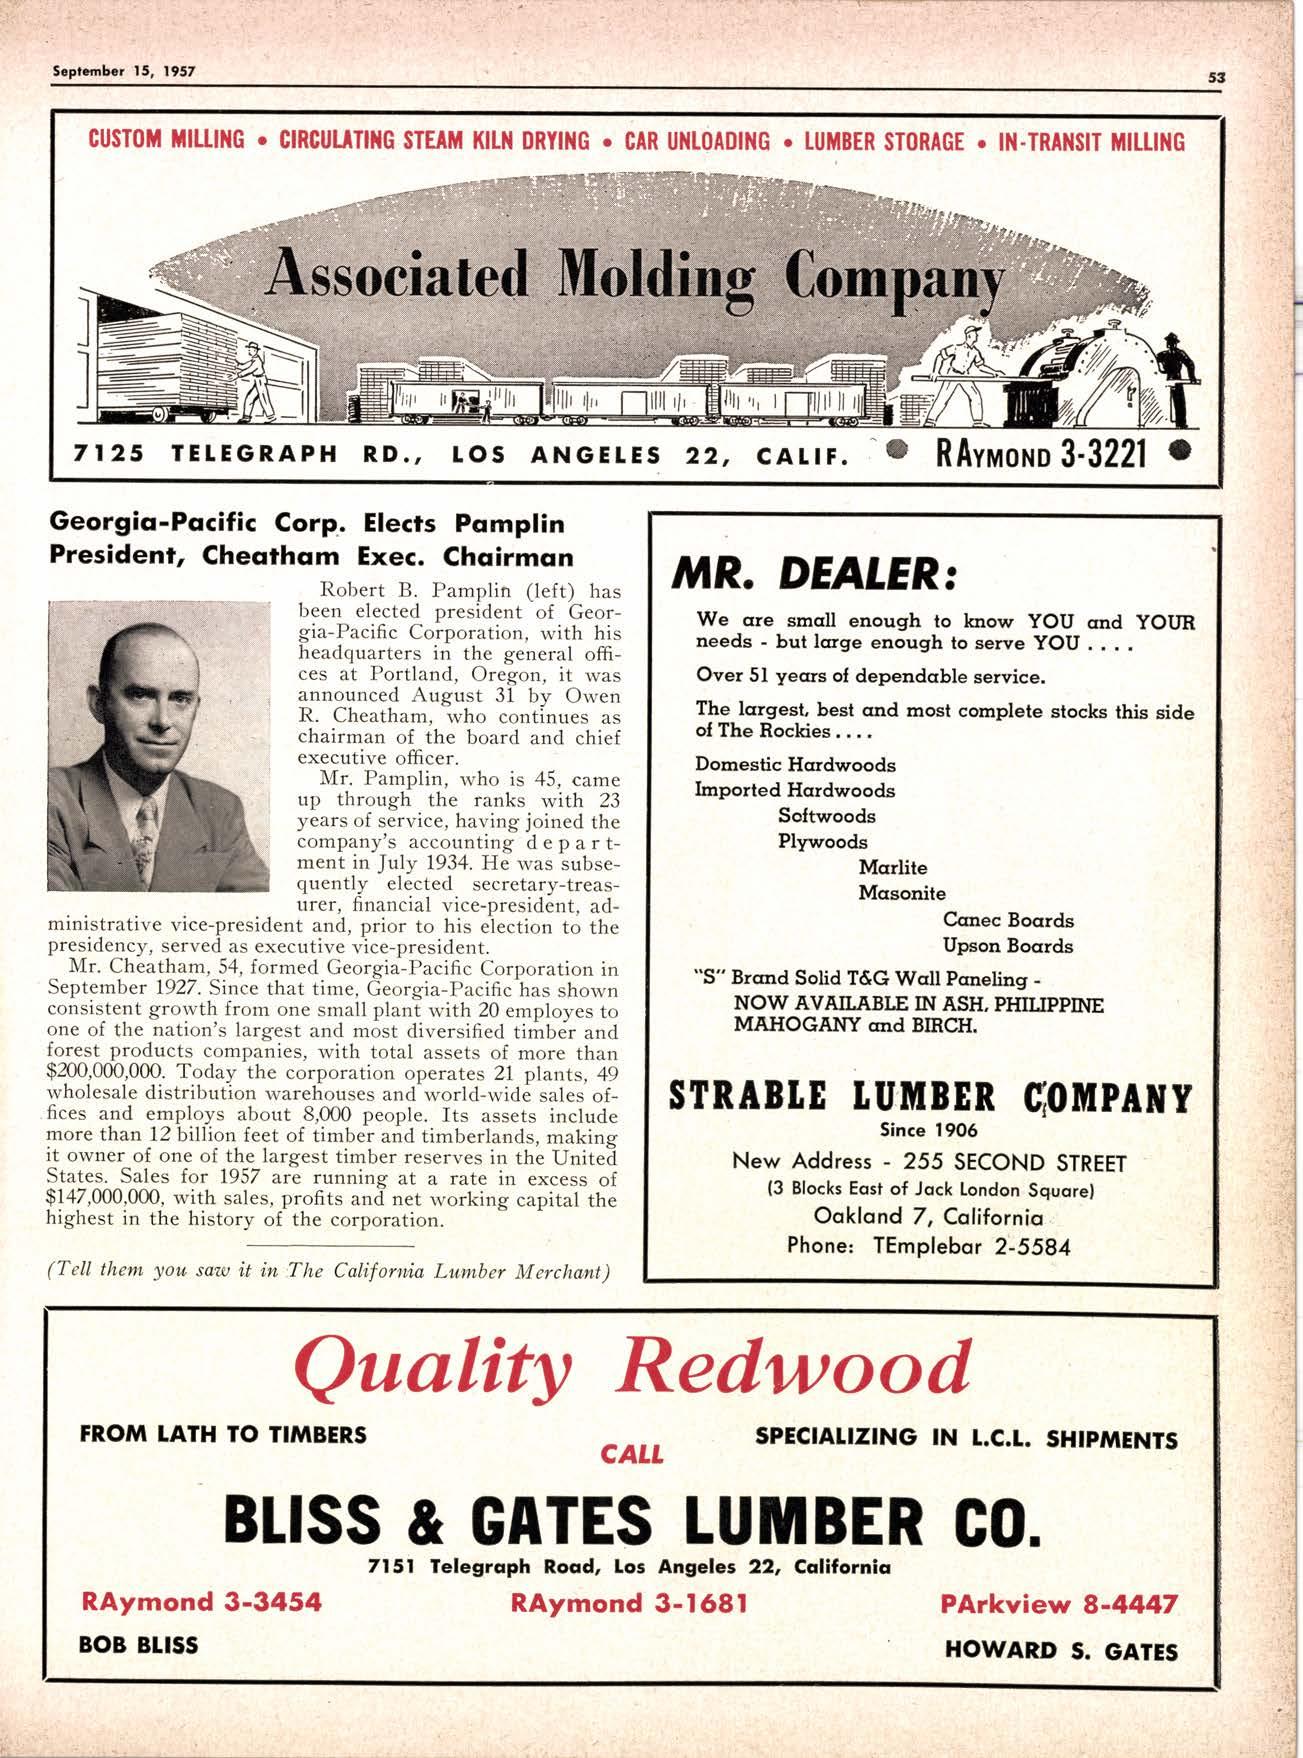 September 15, 1957
53
CUSTOM MILLING • CIRCULATING STEAM KILN DRYING • CAR UNLOADING • LUMBER STORAGE • IN-TRANSIT MILLING
Associated Molding Company
7125 TELEGRAPH RD., LOS ANGELES 22, CALIF. • RAYMOND 3-3221 •
Georgia-Pacific Corp. Elects Pamplin
President, Cheatham Exec. Chairman
Robert B. Pamplin (left) has
been elected president of Geor-
gia-Pacific Corporation, with his
headquarters in the general offi-
ces at Portland, Oregon, it was
announced August 31 by Owen
R. Cheatham, who continues as
chairman of the board and chief
executive officer.
Mr. Pamplin, who is 45, came
up through the ranks with 23
years of service, having joined the
company's accounting depart-
ment in July 1934. He was subse-
quently elected secretary-treas-
urer, financial vice-president, ad-
ministrative vice-president and, prior to his election to the
presidency, served as executive vice-president.
Mr. Cheatham, 54, formed Georgia-Pacific Corporation in
September 1927. Since that time, Georgia-Pacific has shown
consistent growth from one small plant with 20 employes to
one of the nation's largest and most diversified timber and
forest products companies, with total assets of more than
$200,000,000. Today the corporation operates 21 plants, 49
wholesale distribution warehouses and world-wide sales of-
fices and employs about 8,000 people. Its assets include
more than 12 billion feet of timber and timberlands, making
it owner of one of the largest timber reserves in the United
States. Sales for 1957 are running at a rate in excess of
$147,000,000, with sales, profits and net working capital the
highest in the history of the corporation.
(Tell them you saw it in The California Lumber Merchant)
MR. DEALER:
We are small enough to know YOU and YOUR
needs - but large enough to serve YOU ....
Over 51 years of dependable service.
The largest, best and most complete stocks this side
of The Rockies ....
Domestic Hardwoods
Imported Hardwoods
Softwoods
Plywoods
Marlite
Masonite
Canec Boards
Upson Boards
"S" Brand Solid T&G Wall Paneling -
NOW AVAILABLE IN ASH, PHILIPPINE
MAHOGANY and BIRCH.
STRABLE LUMBER COMPANY
Since 1906
New Address - 255 SECOND STREET
(3 Blocks East of Jack London Square)
Oakland 7, California
Phone: TEmplebar 2-5584
Quality Redwood
FROM LATH TO TIMBERS
SPECIALIZING IN L.C.L. SHIPMENTS
CALL
BLISS & GATES LUMBER CO.
7151 Telegraph Road, Los Angeles 22, California
RAymond 3-3454 RAymond 3-1681 PArkview 8-4447
BOB BLISS HOWARD S. GATES